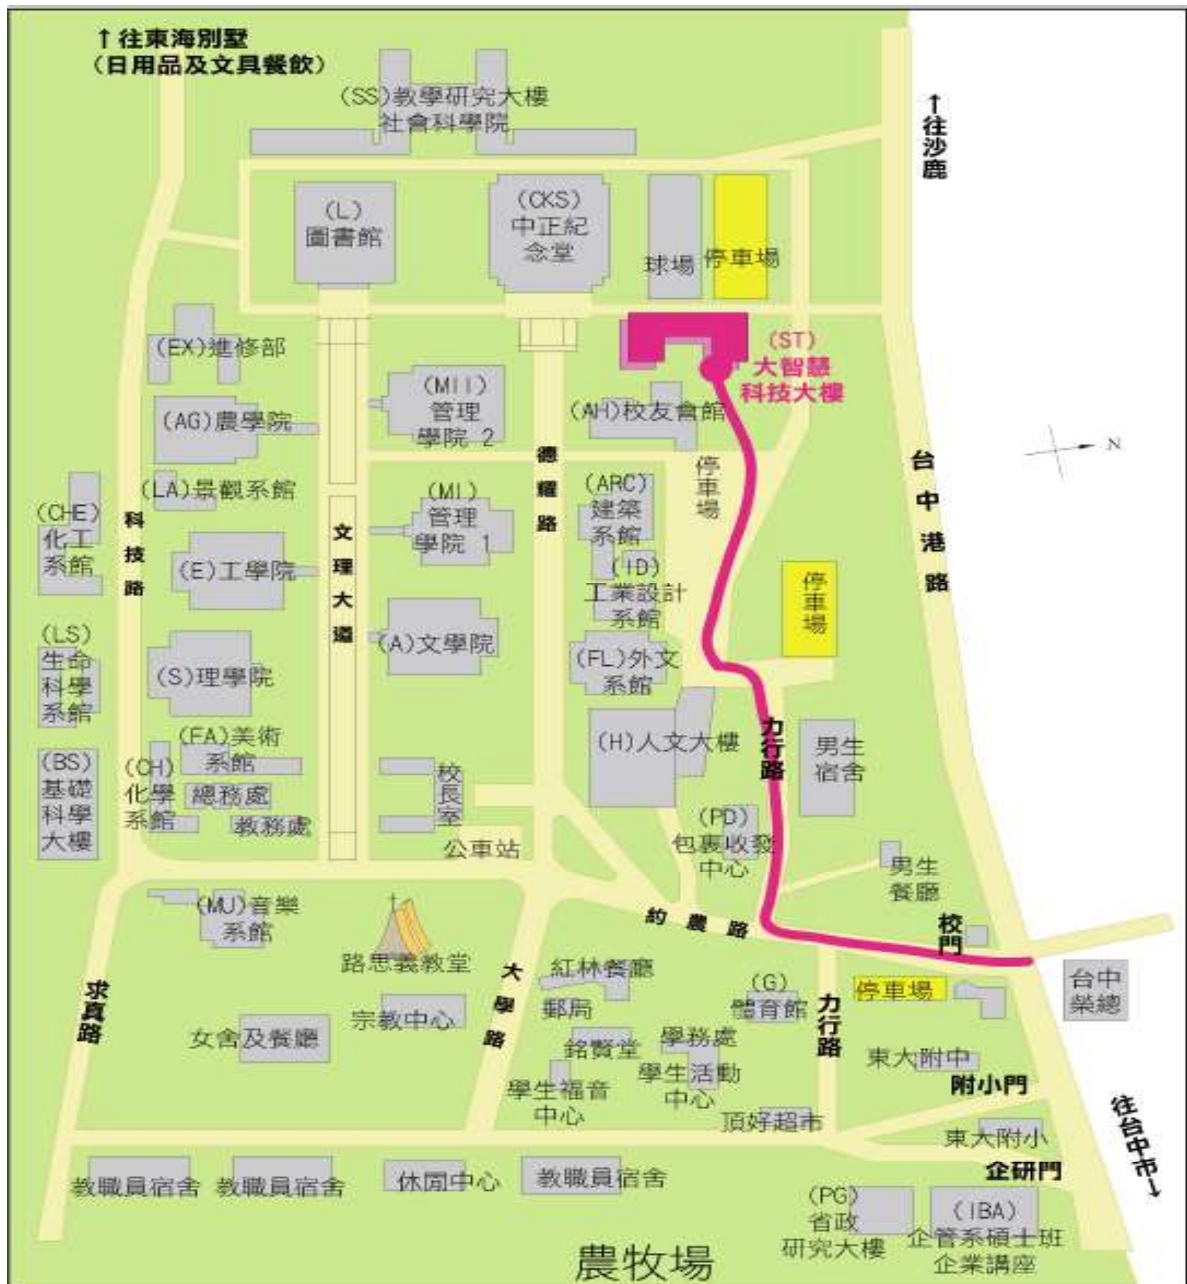 ↑往東海別墅
(日用品及文具餐飲)
(SS)教學研究大樓
社會科學院
↑往沙鹿
(L)
圖書館
(CKS)
中正紀
念堂
球場
停車場
(EX)進修部
(MII)
管理
學院 2
(ST)
大智慧
科技大樓
(AG)農學院
(AH)校友會館
德耀路
停車場
台中港路
N
(LA)景觀系館
(CHE)
化工
系館
科技路
(MI)
管理
學院 1
(ARC)
建築
系館
文理大道
(E)工學院
(ID)
工業設計
系館
停車場
(LS)
生命
科學
系館
(A)文學院
(S)理學院
(FL)外文
系館
(FA)美術
系館
(H)人文大樓
力行路
男生
宿舍
(BS)
基礎
科學
大樓
(CH)
化學
系館
總務處
教務處
校長室
公車站
(PD)
包裹收發
中心
男生
餐廳
(MU)音樂
系館
約農路
校門
路思義教堂
大學路
紅林餐廳
郵局
(G)
體育館
停車場
台中
榮總
求真路
宗教中心
女舍及餐廳
銘賢堂
學務處
學生活動
中心
力行路
東大附中
學生福音
中心
附小門
頂好超市
東大附小
往台中市↓
企研門
教職員宿舍
教職員宿舍
休閒中心
教職員宿舍
(PG)
省政
研究大樓
(IBA)
企管系碩士班
企業講座
農牧場